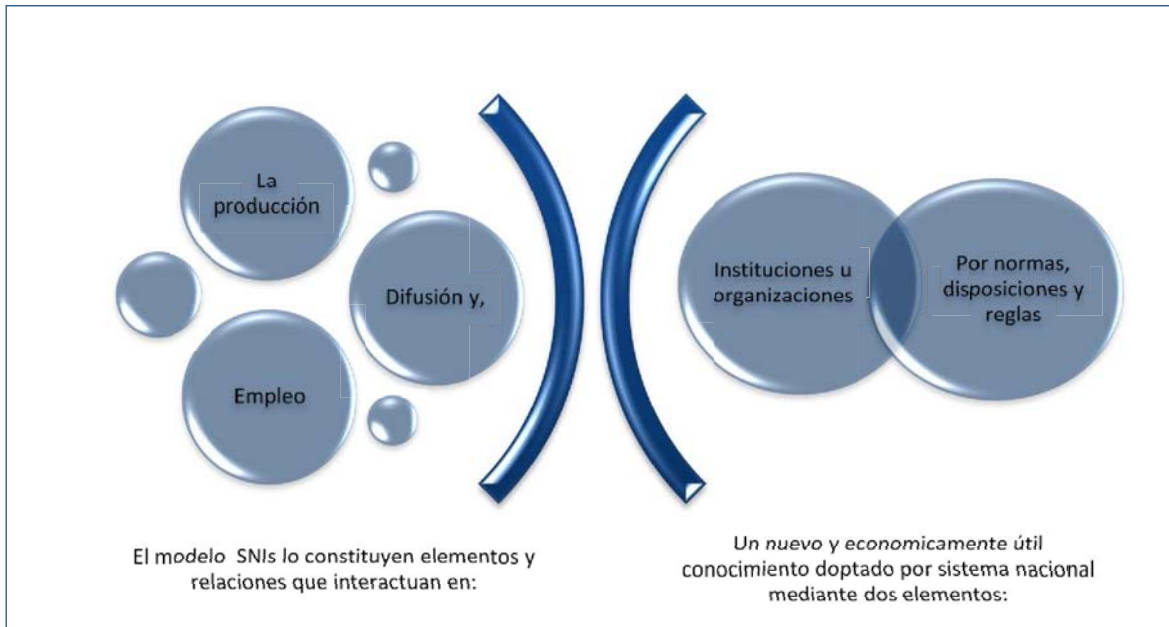 La
producción
Difusión y,
Empleo
El modelo SNIs lo constituyen elementos y
relaciones que interactuan en:
Instituciones u
organizaciones
Por normas,
disposiciones y
reglas
Un nuevo y economicamente útil
conocimiento doptado por sistema nacional
mediante dos elementos: